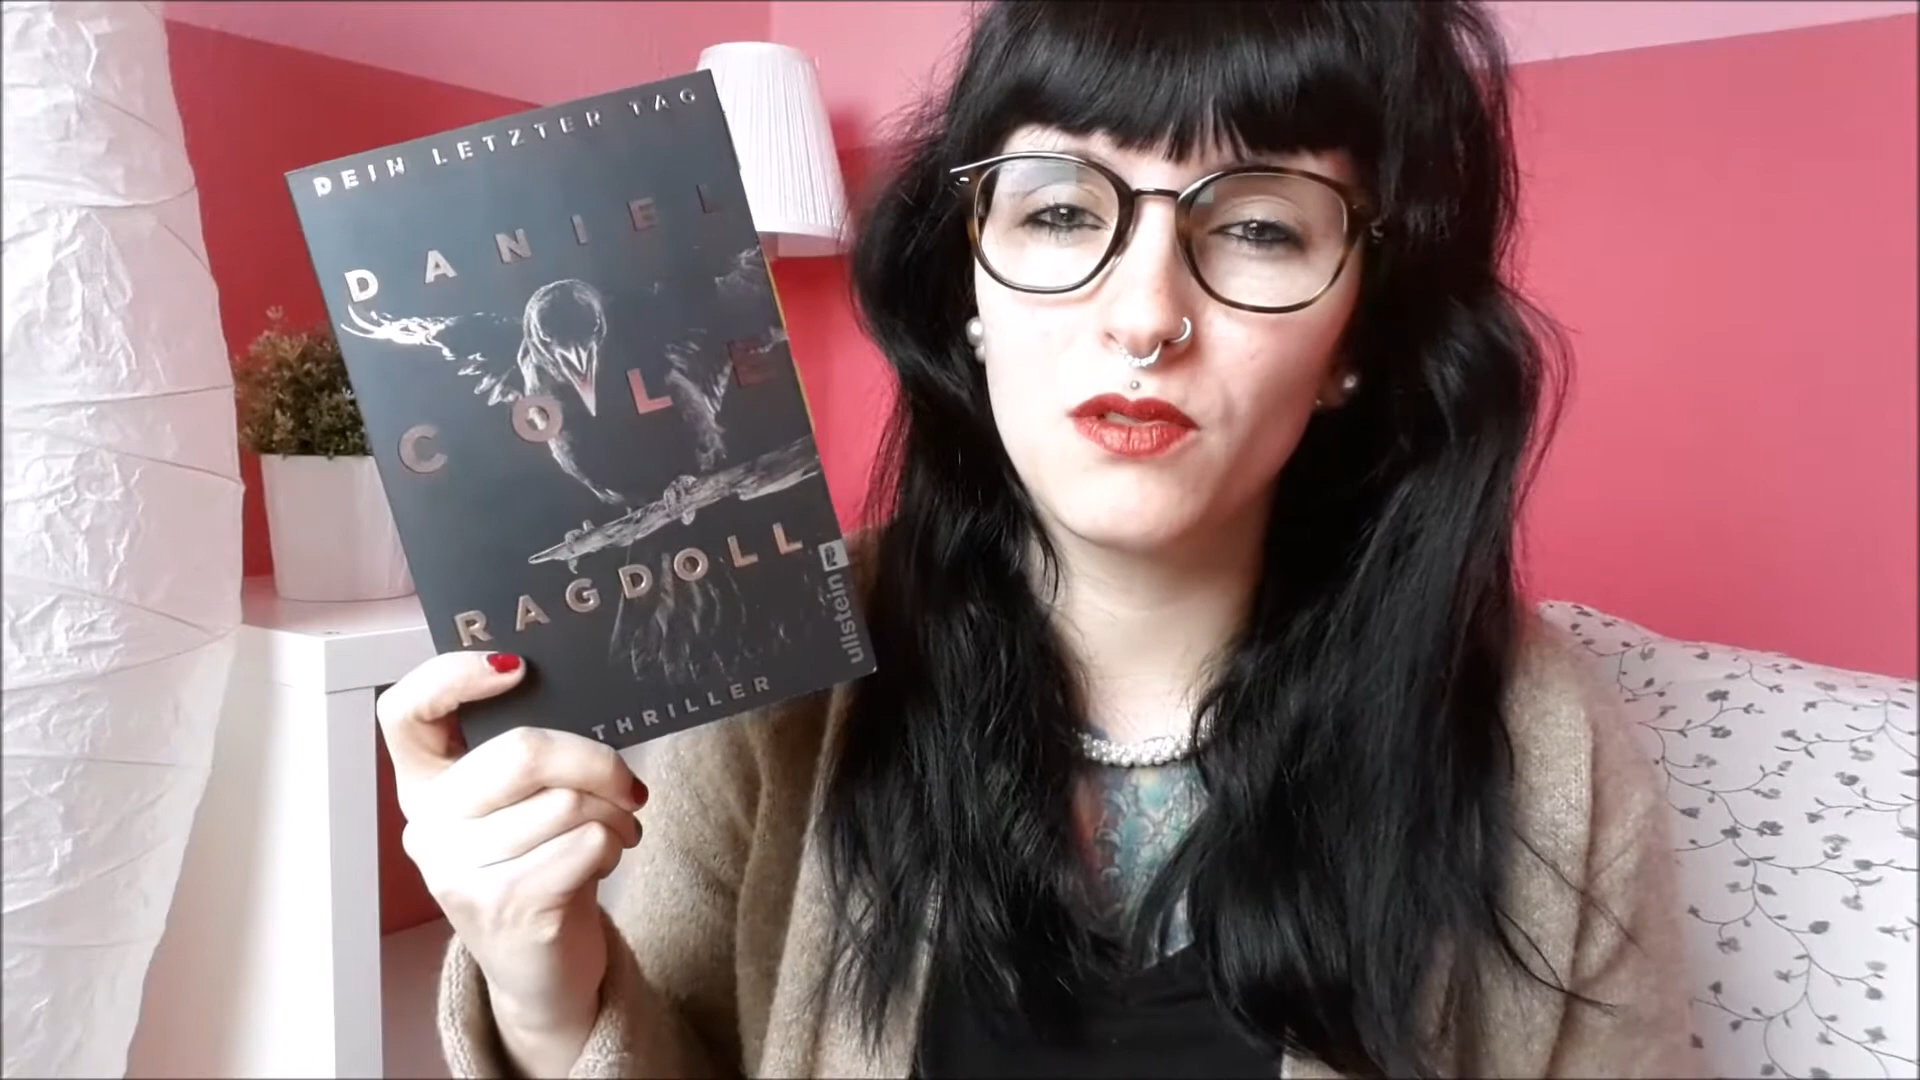 DEIN LETZTER TAG
DANIEL
COLE
RAGDOLL
ullstein
THRILLER